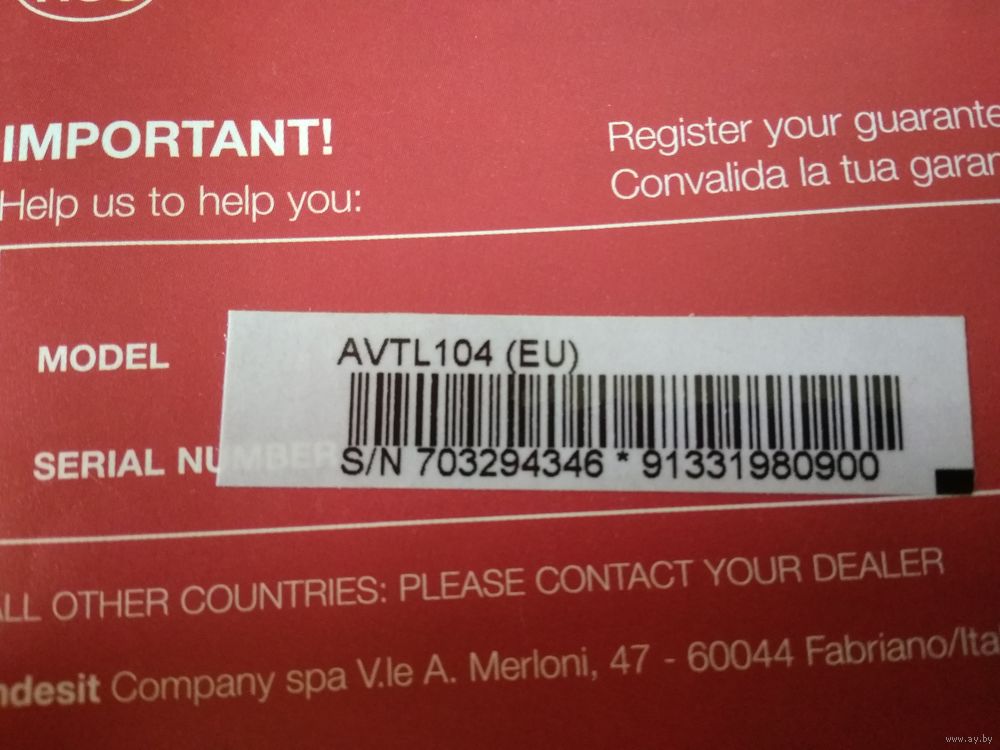 IMPORTANT!
Help us to help you:
Register your guarante
Convalida la tua garan
MODEL
AVTL104 (EU)
SERIAL NUMBER
S/N 703294346 * 91331980900
ALL OTHER COUNTRIES: PLEASE CONTACT YOUR DEALER
ndesit Company spa V.le A. Merloni, 47 - 60044 Fabriano/Ita
www.ay.by